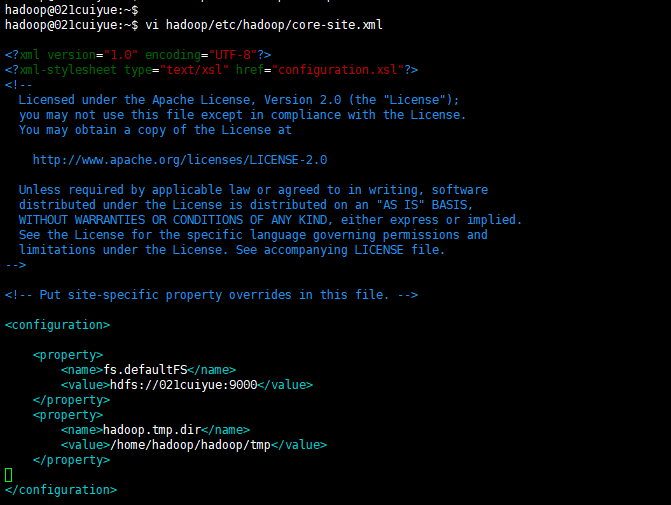 hadoop@021cuiyue:~$
hadoop@021cuiyue:~$ vi hadoop/etc/hadoop/core-site.xml
<?xml version="1.0" encoding="UTF-8"?>
<?xml-stylesheet type="text/xsl" href="configuration.xsl"?>
<!--
  Licensed under the Apache License, Version 2.0 (the "License");
  you may not use this file except in compliance with the License.
  You may obtain a copy of the License at

    http://www.apache.org/licenses/LICENSE-2.0

  Unless required by applicable law or agreed to in writing, software
  distributed under the License is distributed on an "AS IS" BASIS,
  WITHOUT WARRANTIES OR CONDITIONS OF ANY KIND, either express or implied.
  See the License for the specific language governing permissions and
  limitations under the License. See accompanying LICENSE file.
-->

<!-- Put site-specific property overrides in this file. -->

<configuration>

    <property>
        <name>fs.defaultFS</name>
        <value>hdfs://021cuiyue:9000</value>
    </property>
    <property>
        <name>hadoop.tmp.dir</name>
        <value>/home/hadoop/hadoop/tmp</value>
    </property>

</configuration>